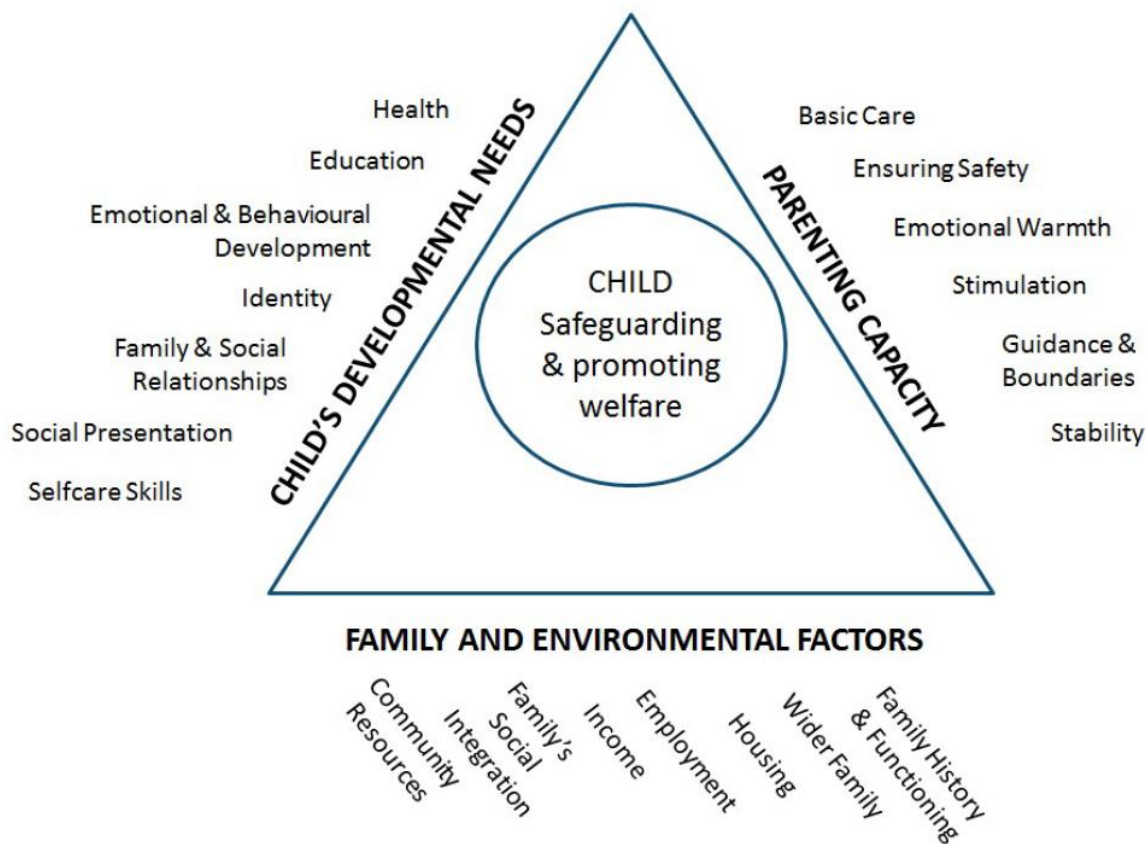 Health
Education
Emotional & Behavioural
Development
Identity
Family & Social
Relationships
Social Presentation
Selfcare Skills
CHILD'S DEVELOPMENTAL NEEDS
CHILD
Safeguarding
& promoting
welfare
PARENTING CAPACITY
Basic Care
Ensuring Safety
Emotional Warmth
Stimulation
Guidance &
Boundaries
Stability
FAMILY AND ENVIRONMENTAL FACTORS
Community
Resources
Family's
Social
Integration
Income
Employment
Housing
Wider Family
Family History
& Functioning